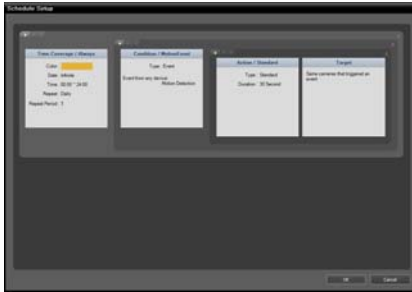 Schedule Setup
Time Coverage / Always
Color
Date Infinite
Time 00:00 ~ 24:00
Repeat Daily
Repeat Period 1
Condition / MotionEvent
Type Event
Event from any device
Motion Detection
Action / Standard
Type Standard
Duration 30 Second
Target
Same cameras that triggered an
event
OK
Cancel